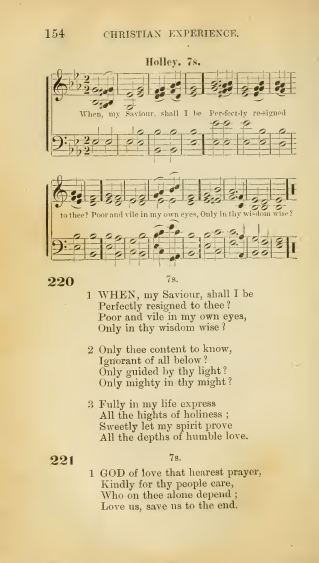 154 CHRISTIAN EXPERIENCE.
Holley. 7s.
When, my Saviour, shall I be Perfectly resigned
to thee? Poor and vile in my own eyes, Only in thy wisdom wise?
220 7s.
1 WHEN, my Saviour, shall I be
Perfectly resigned to thee?
Poor and vile in my own eyes,
Only in thy wisdom wise?
2 Only thee content to know,
Ignorant of all below?
Only guided by thy light?
Only mighty in thy might?
3 Fully in my life express
All the hights of holiness;
Sweetly let my spirit prove
All the depths of humble love.
221 7s.
1 GOD of love that hearest prayer,
Kindly for thy people care,
Who on thee alone depend;
Love us, save us to the end.